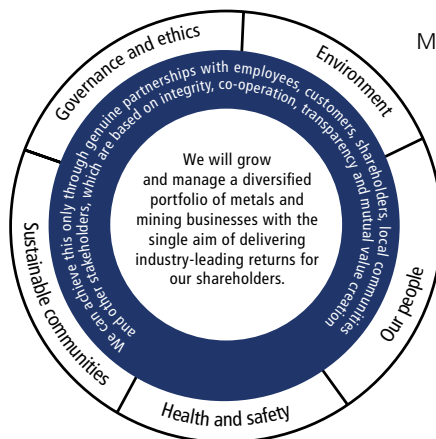 Governance and ethics
Environment
M
We can achieve this only through genuine partnerships with employees, customers, shareholders, local communities
and other stakeholders, which are based on integrity, co-operation, transparency and mutual value creation
We will grow
and manage a diversified
portfolio of metals and
mining businesses with the
single aim of delivering
industry-leading returns for
our shareholders.
Sustainable communities
Our people
Health and safety